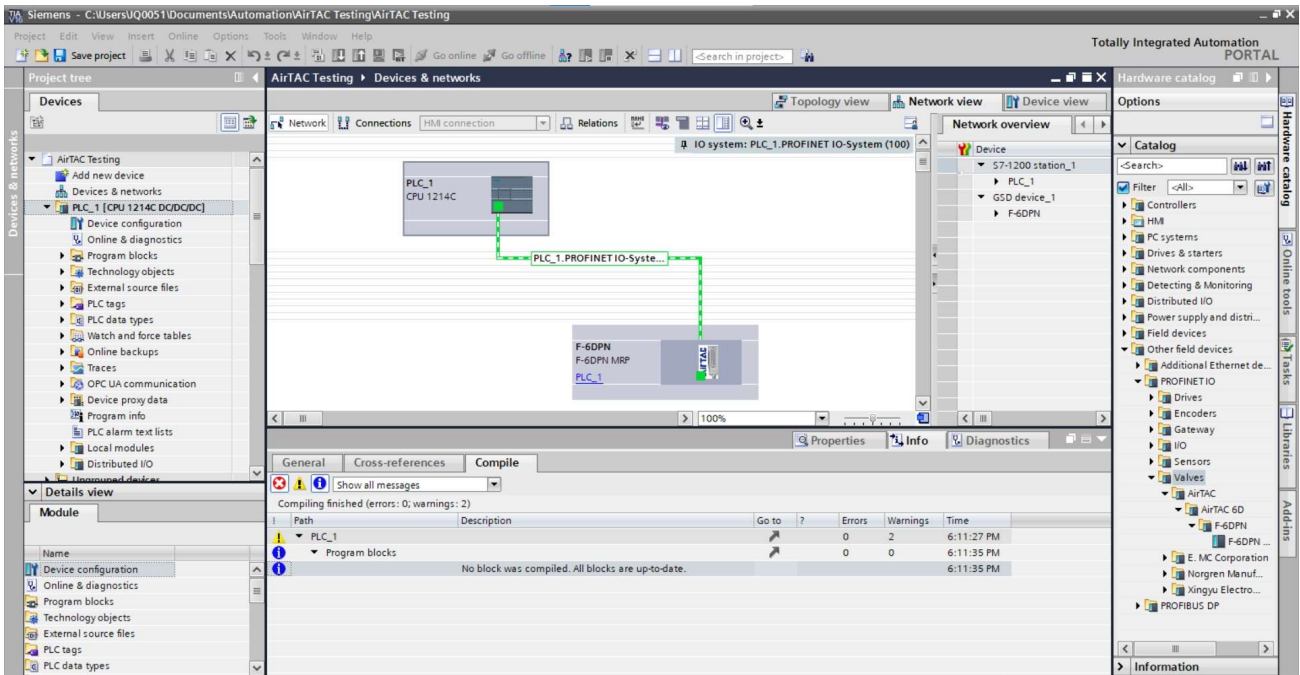 Siemens - C:\Users\JQ0051\Documents\Automation\AirTAC Testing\AirTAC Testing
Project Edit View Insert Online Options Tools Window Help
Totally Integrated Automation
PORTAL
Save project Go online Go offline <Search in project>
Project tree
AirTAC Testing Devices & networks
Hardware catalog
Devices
Topology view Network view Device view
Options
Network Connections HMI connection Relations
Network overview
Devices & networks
AirTAC Testing
Add new device
Devices & networks
PLC_1 [CPU 1214C DC/DC/DC]
Device configuration
Online & diagnostics
Program blocks
Technology objects
External source files
PLC tags
PLC data types
Watch and force tables
Online backups
Traces
OPC UA communication
Device proxy data
Program info
PLC alarm text lists
Local modules
Distributed I/O
Ungrouped devices
IO system: PLC_1.PROFINET IO-System (100)
PLC_1
CPU 1214C
PLC_1.PROFINET IO-Syste...
F-6DPN
F-6DPN MRP
PLC_1
AirTAC
100%
Device
S7-1200 station_1
PLC_1
GSD device_1
F-6DPN
Catalog
<Search>
Filter <All>
Controllers
HMI
PC systems
Drives & starters
Network components
Detecting & Monitoring
Distributed I/O
Power supply and distri...
Field devices
Other field devices
Additional Ethernet de...
PROFINET IO
Drives
Encoders
Gateway
I/O
Sensors
Valves
AirTAC
AirTAC 6D
F-6DPN
F-6DPN ...
E. MC Corporation
Norgren Manuf...
Xingyu Electro...
PROFIBUS DP
Information
Hardware catalog
Online tools
Tasks
Libraries
Add-ins
Properties Info Diagnostics
General Cross-references Compile
Show all messages
Compiling finished (errors: 0; warnings: 2)
! Path Description Go to ? Errors Warnings Time
PLC_1 0 2 6:11:27 PM
Program blocks 0 0 6:11:35 PM
No block was compiled. All blocks are up-to-date. 6:11:35 PM
Details view
Module
Name
Device configuration
Online & diagnostics
Program blocks
Technology objects
External source files
PLC tags
PLC data types